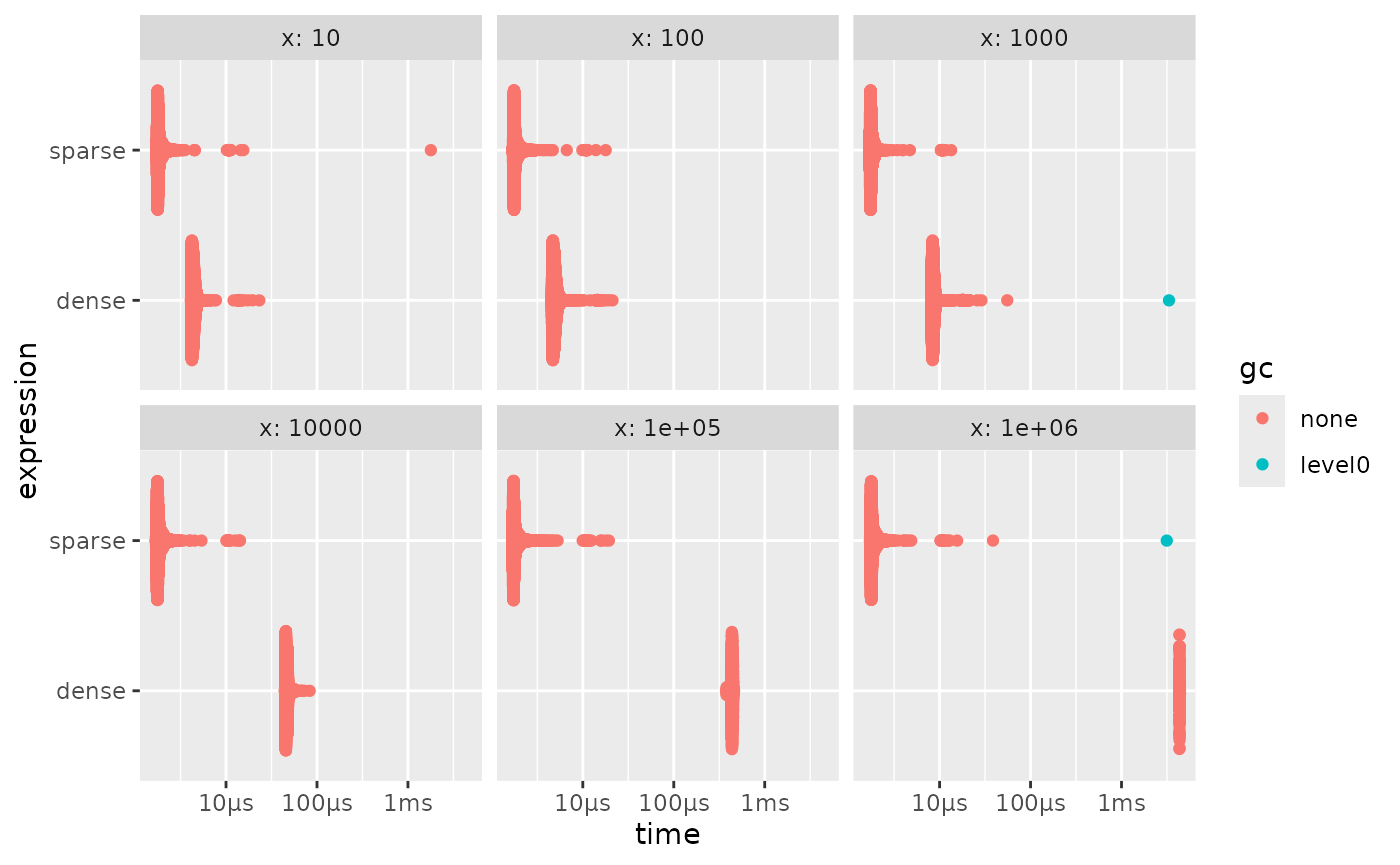 x: 10
x: 100
x: 1000
sparse
dense
x: 10000
x: 1e+05
x: 1e+06
sparse
dense
10µs
100µs
1ms
10µs
100µs
1ms
10µs
100µs
1ms
time
expression
gc
none
level0